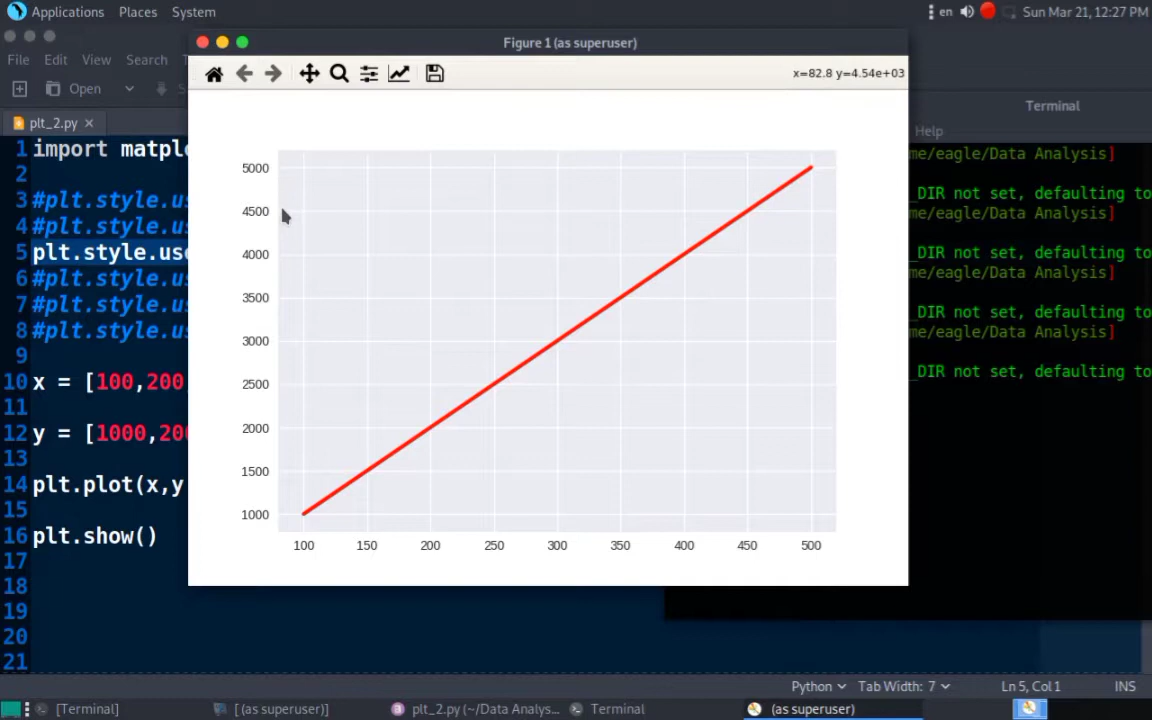 Applications Places System
en Sun Mar 21, 12:27 PM
Figure 1 (as superuser)
File Edit View Search
x=82.8 y=4.54e+03
Open
Terminal
plt_2.py ×
Help
1 import matplo
2
3 #plt.style.us
4 #plt.style.us
5 plt.style.use
6 #plt.style.us
7 #plt.style.us
8 #plt.style.us
9
10 x = [100,200
11
12 y = [1000,200
13
14 plt.plot(x,y
15
16 plt.show()
17
18
19
20
21
5000
4500
4000
3500
3000
2500
2000
1500
1000
100 150 200 250 300 350 400 450 500
me/eagle/Data Analysis]
_DIR not set, defaulting to
me/eagle/Data Analysis]
_DIR not set, defaulting to
me/eagle/Data Analysis]
_DIR not set, defaulting to
me/eagle/Data Analysis]
_DIR not set, defaulting to
Python Tab Width: 7 Ln 5, Col 1 INS
[Terminal] [ (as superuser)] plt_2.py (~/Data Analys... Terminal (as superuser)